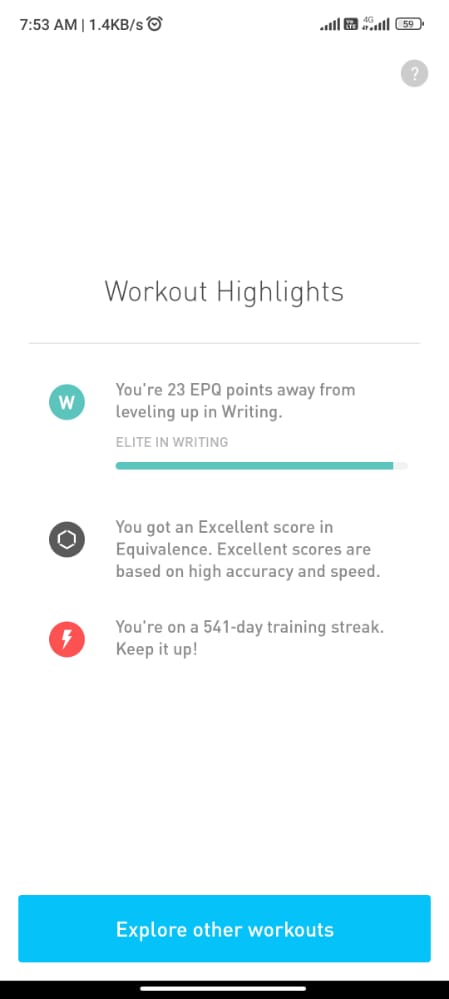 7:53 AM | 1.4KB/s
Vo LTE
4G
59
?
Workout Highlights
W
You're 23 EPQ points away from
leveling up in Writing.
ELITE IN WRITING
You got an Excellent score in
Equivalence. Excellent scores are
based on high accuracy and speed.
You're on a 541-day training streak.
Keep it up!
Explore other workouts